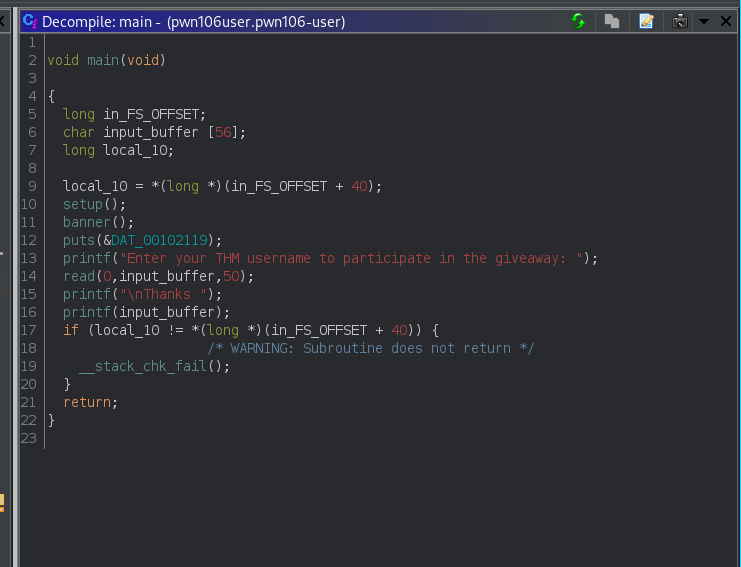 Decompile: main - (pwn106user.pwn106-user)
1
2 void main(void)
3
4 {
5 long in_FS_OFFSET;
6 char input_buffer [56];
7 long local_10;
8
9 local_10 = *(long *)(in_FS_OFFSET + 40);
10 setup();
11 banner();
12 puts(&DAT_00102119);
13 printf("Enter your THM username to participate in the giveaway: ");
14 read(0,input_buffer,50);
15 printf("\nThanks ");
16 printf(input_buffer);
17 if (local_10 != *(long *)(in_FS_OFFSET + 40)) {
18 /* WARNING: Subroutine does not return */
19 __stack_chk_fail();
20 }
21 return;
22 }
23